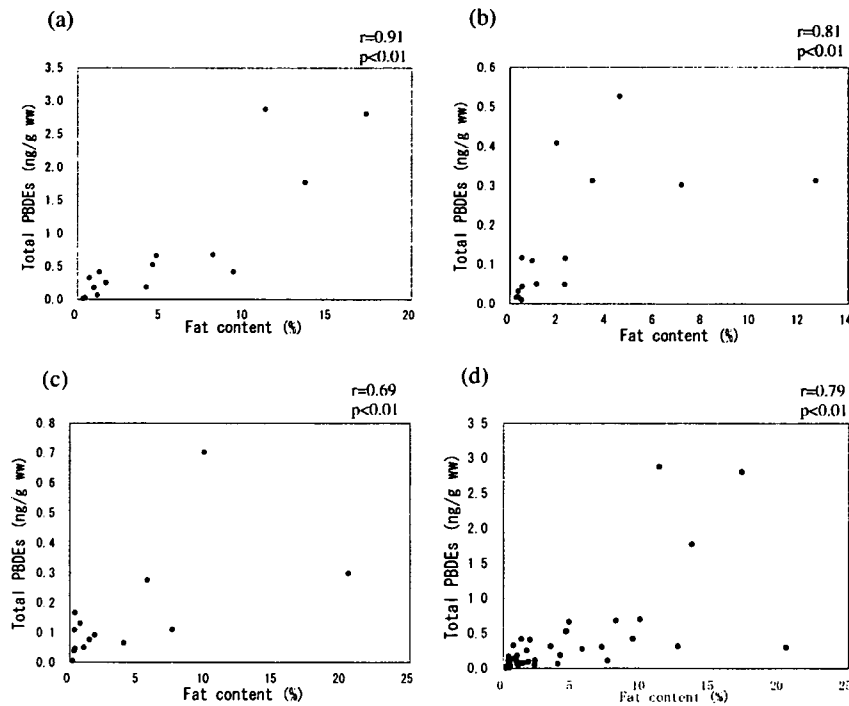 (a)
r=0.91
p<0.01
3.5
3.0
2.5
2.0
1.5
1.0
0.5
0.0
Total PBDEs (ng/g ww)
0 5 10 15 20
Fat content (%)
(b)
r=0.81
p<0.01
0.6
0.5
0.4
0.3
0.2
0.1
0.0
Total PBDEs (ng/g ww)
0 2 4 6 8 10 12 14
Fat content (%)
(c)
r=0.69
p<0.01
0.8
0.7
0.6
0.5
0.4
0.3
0.2
0.1
0.0
Total PBDEs (ng/g ww)
0 5 10 15 20 25
Fat content (%)
(d)
r=0.79
p<0.01
3.5
3.0
2.5
2.0
1.5
1.0
0.5
0.0
Total PBDEs (ng/g ww)
0 5 10 15 20 25
Fat content (%)